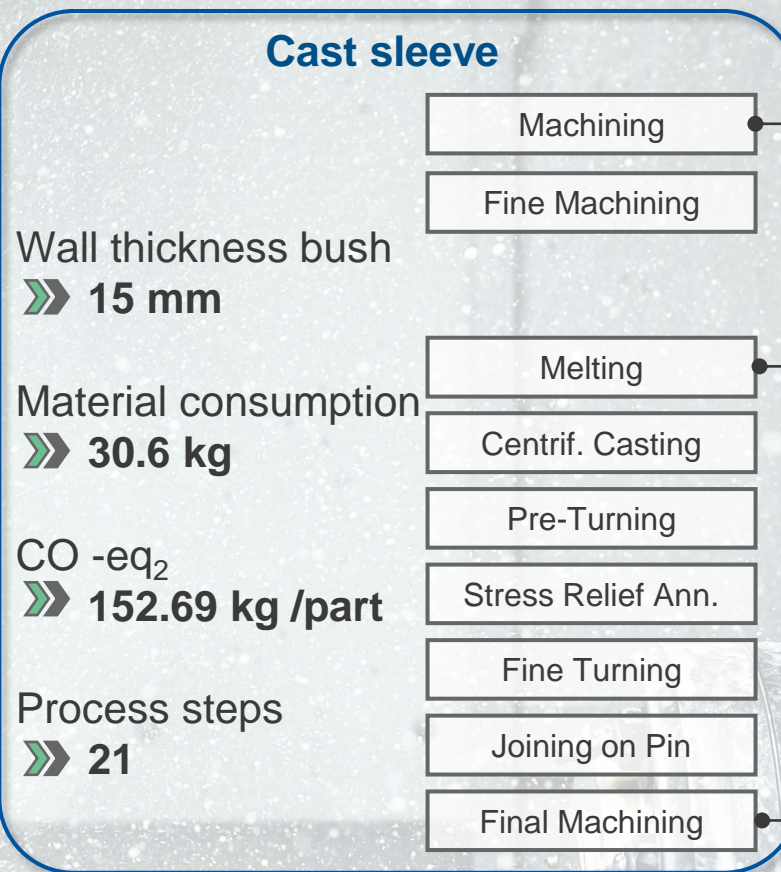 Cast sleeve
Machining
Fine Machining
Wall thickness bush
15 mm
Material consumption
30.6 kg
CO -eq₂
152.69 kg /part
Process steps
21
Melting
Centrif. Casting
Pre-Turning
Stress Relief Ann.
Fine Turning
Joining on Pin
Final Machining